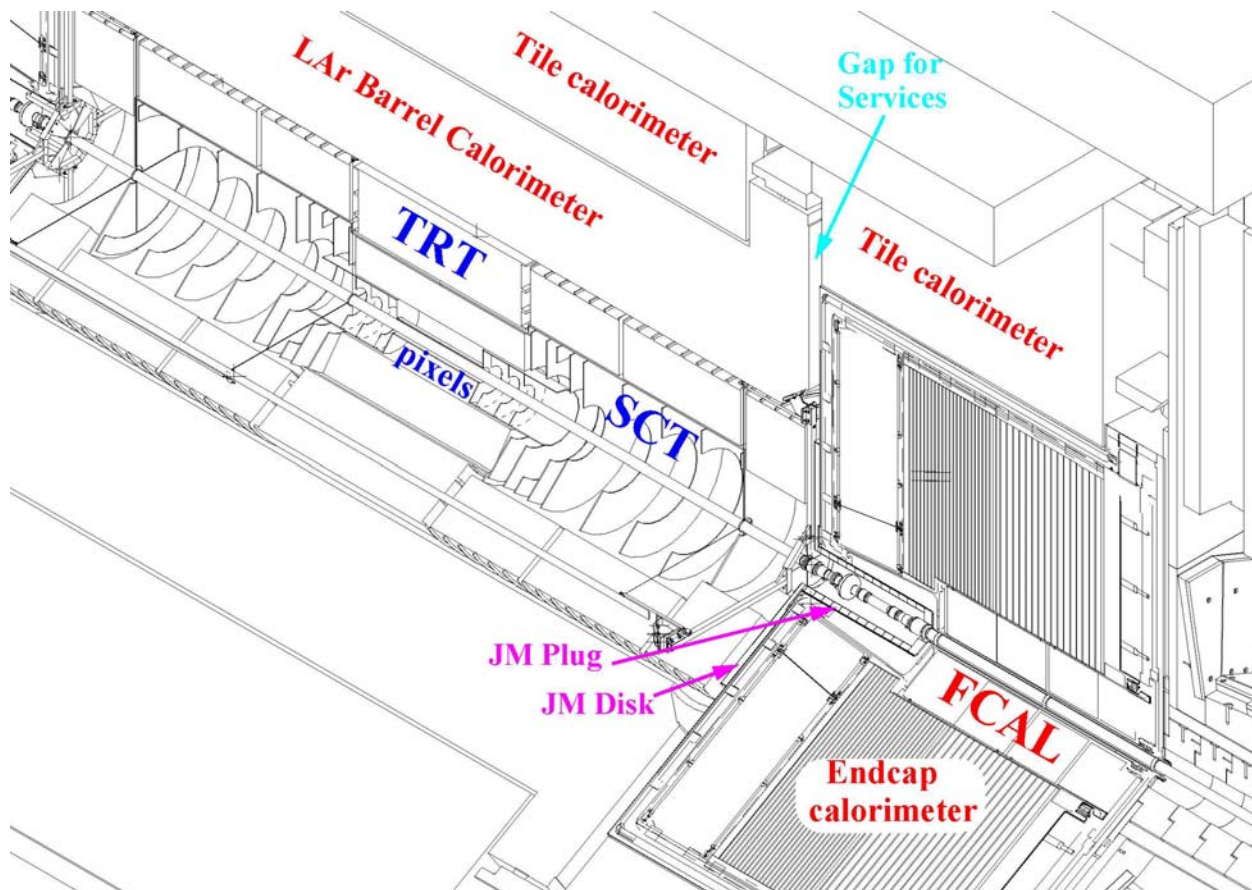 LAr Barrel Calorimeter
Tile calorimeter
Gap for
Services
Tile calorimeter
TRT
pixels
SCT
JM Plug
JM Disk
FCAL
Endcap
calorimeter